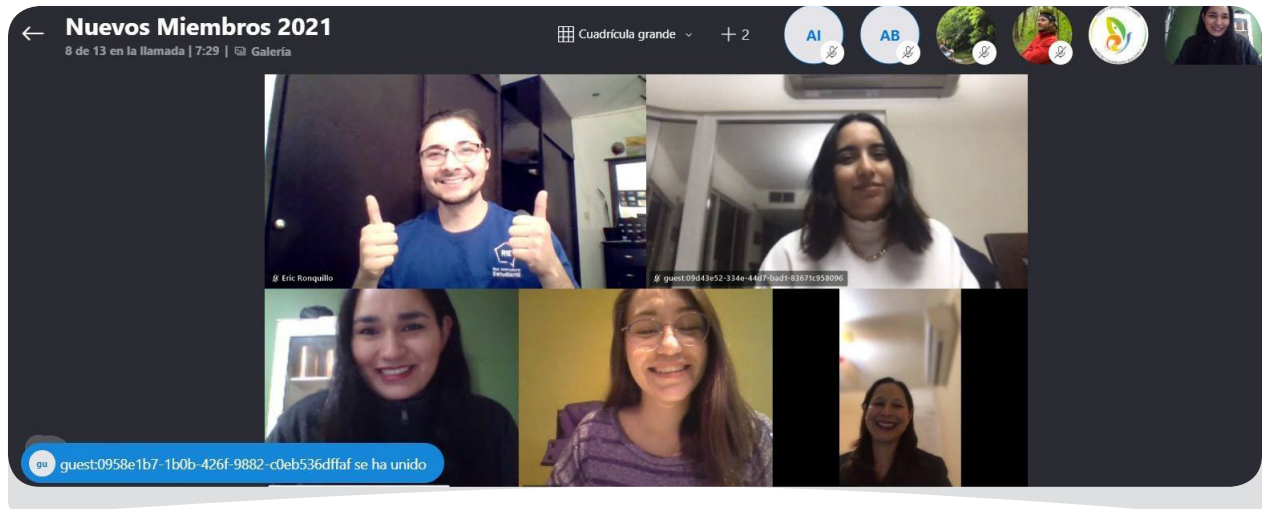 Nuevos Miembros 2021
8 de 13 en la llamada | 7:29 | Galería
Cuadrícula grande
+ 2
AI
AB
Eric Ronquillo
guest:09d43e52-334e-44d7-bad1-83671c958096
Estudiantil
gu
guest:0958e1b7-1b0b-426f-9882-c0eb536dffaf se ha unido